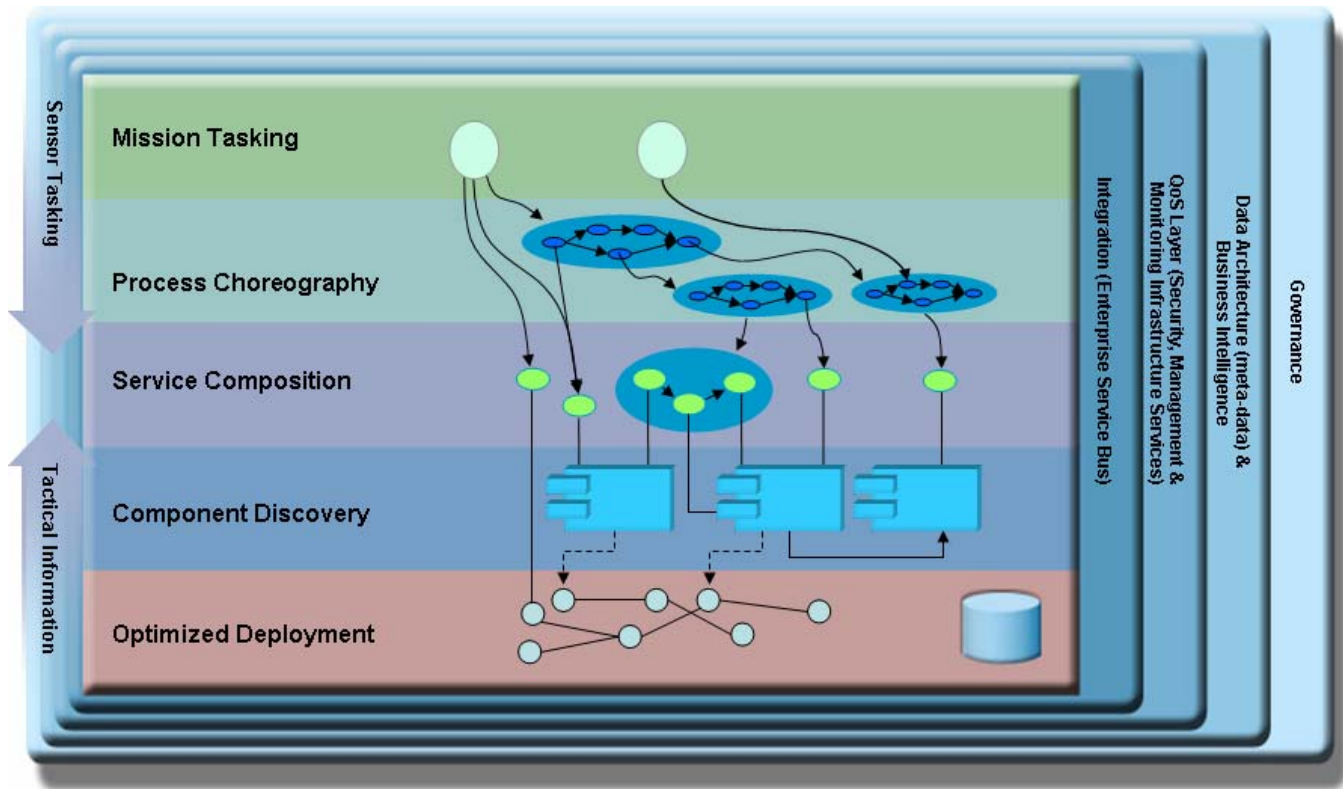 Sensor Tasking
Tactical Information
Mission Tasking
Process Choreography
Service Composition
Component Discovery
Optimized Deployment
Integration (Enterprise Service Bus)
QoS Layer (Security, Management &
Monitoring Infrastructure Services)
Data Architecture (meta-data) &
Business Intelligence
Governance